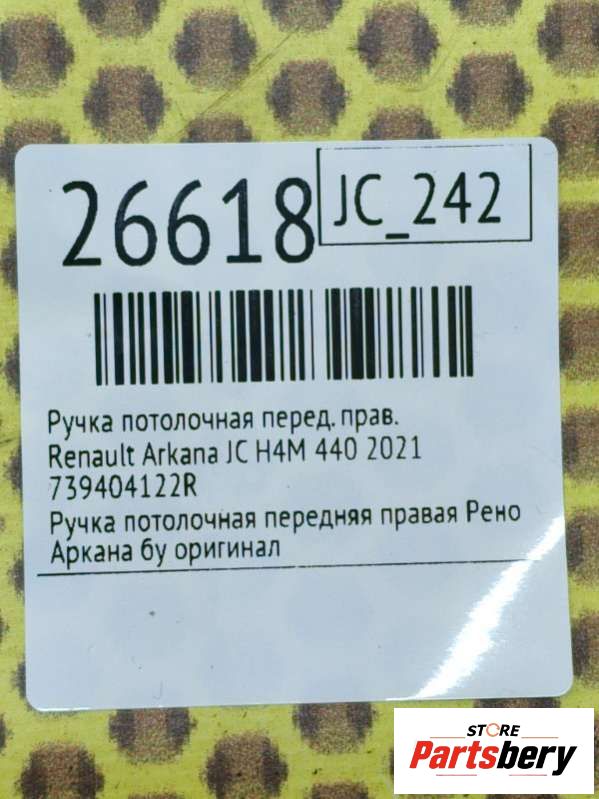 26618
JC_242
Ручка потолочная перед. прав.
Renault Arkana JC H4M 440 2021
739404122R
Ручка потолочная передняя правая Рено
Аркана бу оригинал
STORE
Partsbery